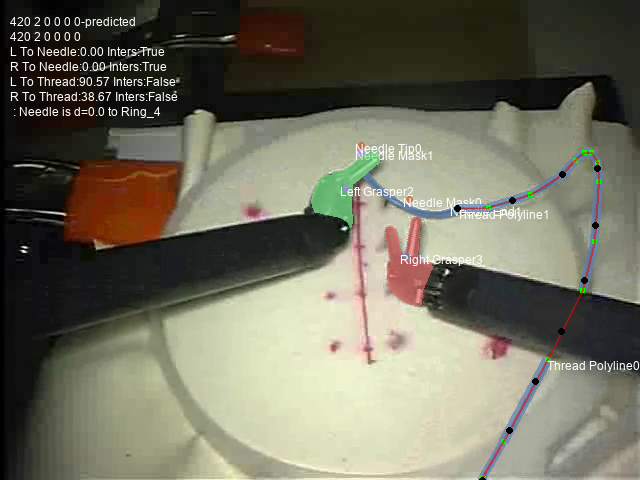 420 2 0 0 0 0-predicted
420 2 0 0 0 0
L To Needle:0.00 Inters:True
R To Needle:0.00 Inters:True
L To Thread:90.57 Inters:False
R To Thread:38.67 Inters:False
: Needle is d=0.0 to Ring_4
Needle Tip0
Needle Mask1
Left Grasper2
Needle Mask0
Thread Polyline1
Right Grasper3
Thread Polyline0